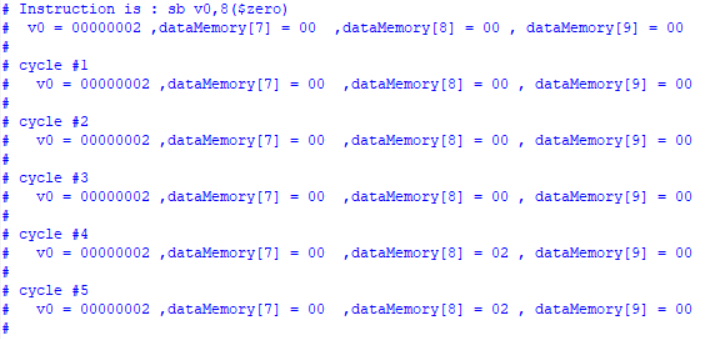 # Instruction is : sb v0,8($zero)
#  v0 = 00000002 ,dataMemory[7] = 00  ,dataMemory[8] = 00 , dataMemory[9] = 00
#
# cycle #1
#   v0 = 00000002 ,dataMemory[7] = 00  ,dataMemory[8] = 00 , dataMemory[9] = 00
#
# cycle #2
#   v0 = 00000002 ,dataMemory[7] = 00  ,dataMemory[8] = 00 , dataMemory[9] = 00
#
# cycle #3
#   v0 = 00000002 ,dataMemory[7] = 00  ,dataMemory[8] = 00 , dataMemory[9] = 00
#
# cycle #4
#   v0 = 00000002 ,dataMemory[7] = 00  ,dataMemory[8] = 02 , dataMemory[9] = 00
#
# cycle #5
#   v0 = 00000002 ,dataMemory[7] = 00  ,dataMemory[8] = 02 , dataMemory[9] = 00
#